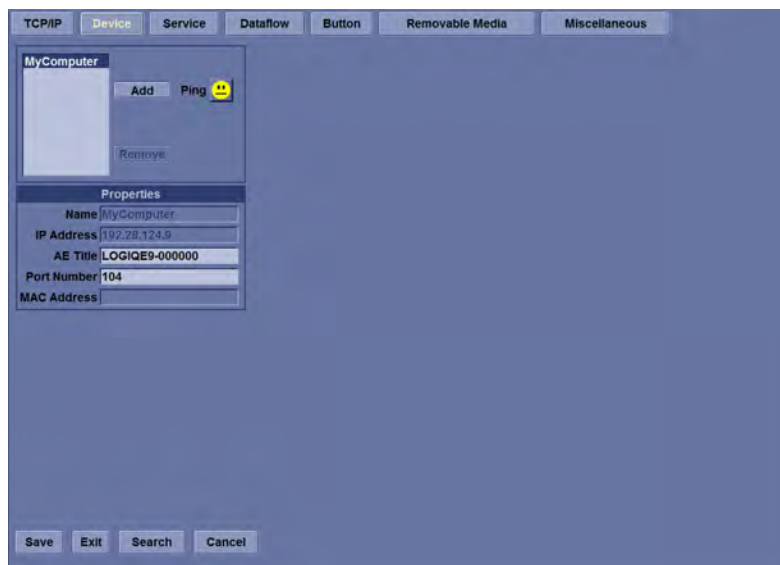 TCP/IP Device Service Dataflow Button Removable Media Miscellaneous
MyComputer
Add Ping
Remove
Properties
Name MyComputer
IP Address 192.28.124.9
AE Title LOGIQE9-000000
Port Number 104
MAC Address
Save Exit Search Cancel